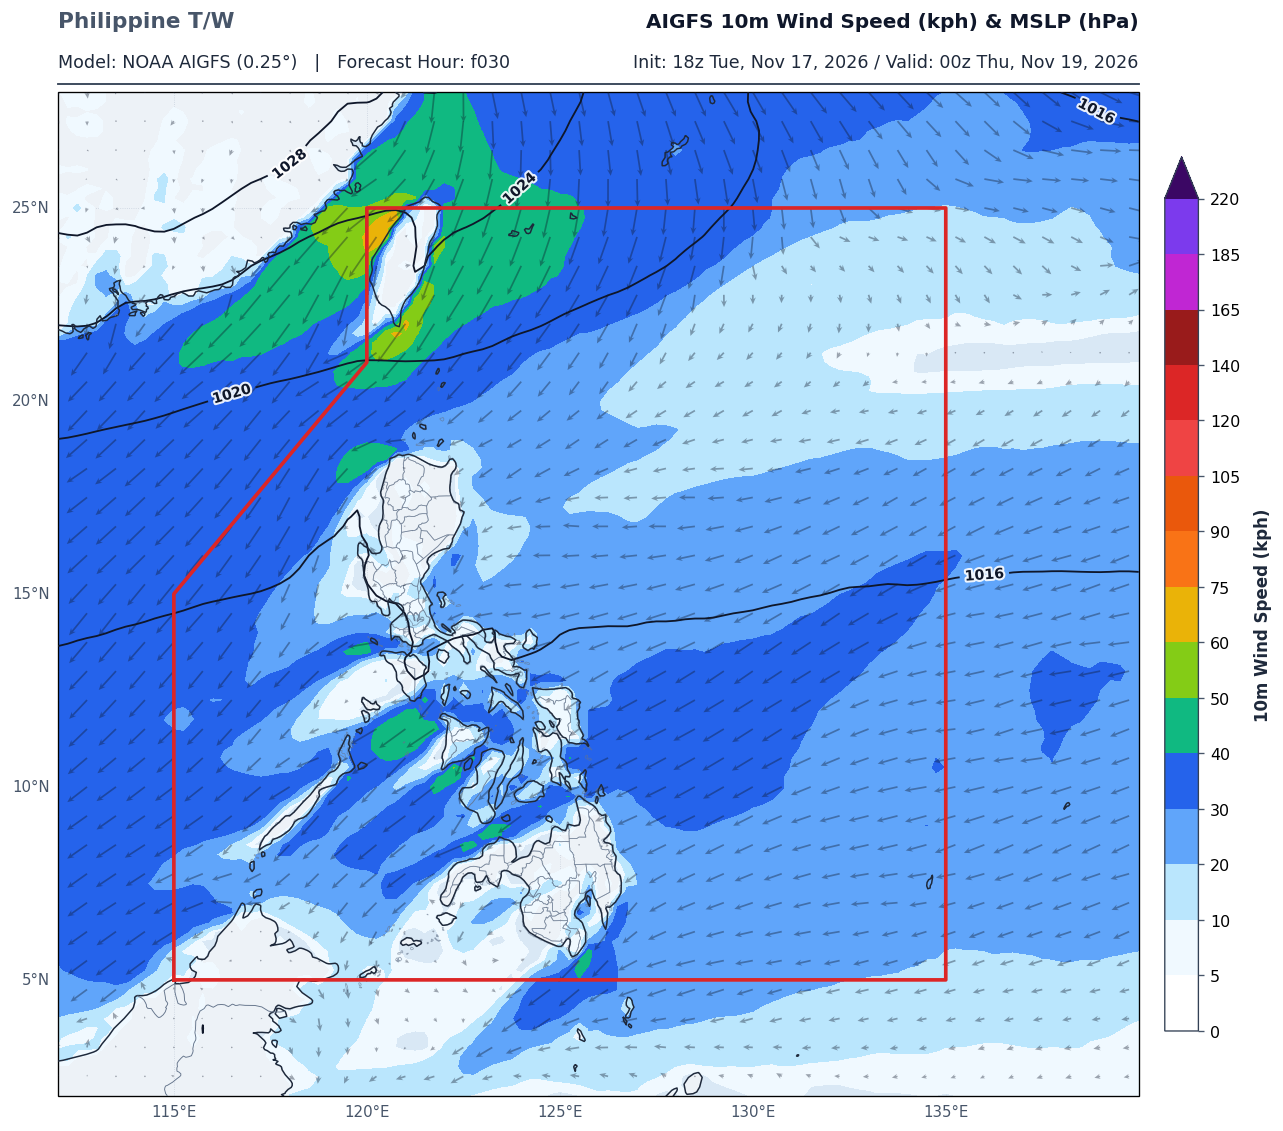 Philippine T/W
AIGFS 10m Wind Speed (kph) & MSLP (hPa)
Model: NOAA AIGFS (0.25°) | Forecast Hour: f030
Init: 18z Tue, Nov 17, 2026 / Valid: 00z Thu, Nov 19, 2026
1016
1028
1024
1020
1016
25°N
20°N
15°N
10°N
5°N
115°E
120°E
125°E
130°E
135°E
220
185
165
140
120
105
90
75
60
50
40
30
20
10
5
0
10m Wind Speed (kph)